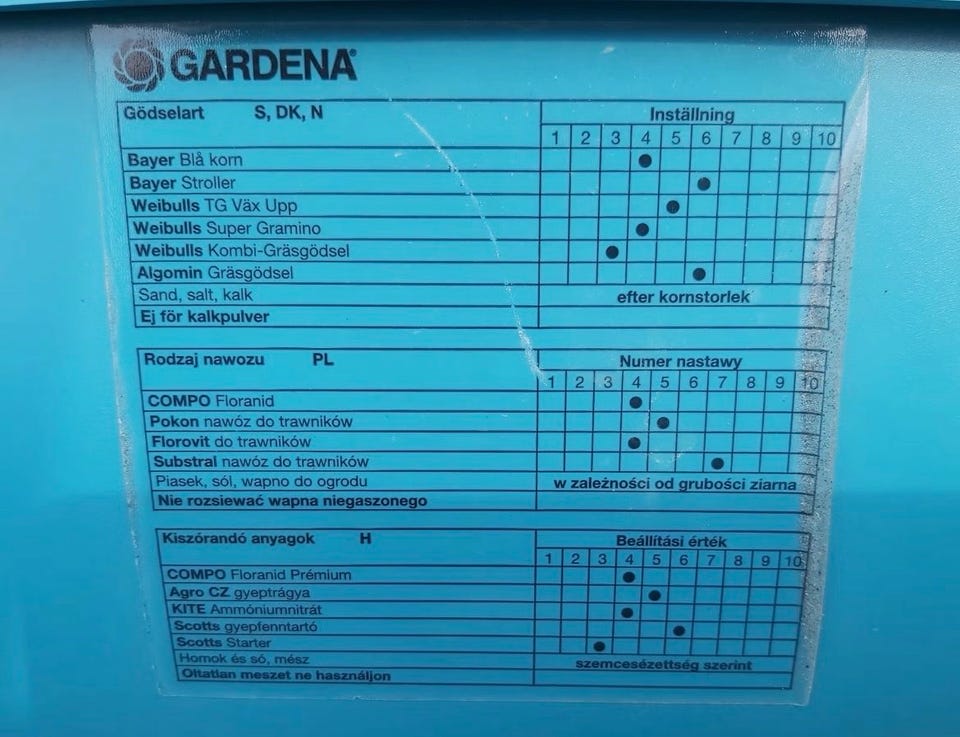 GARDENA®
Gödselart S, DK, N Inställning
1 2 3 4 5 6 7 8 9 10
Bayer Blå korn ●
Bayer Stroller ●
Weibulls TG Väx Upp ●
Weibulls Super Gramino ●
Weibulls Kombi-Gräsgödsel ●
Algomin Gräsgödsel ●
Sand, salt, kalk efter kornstorlek
Ej för kalkpulver
Rodzaj nawozu PL Numer nastawy
1 2 3 4 5 6 7 8 9 10
COMPO Floranid ●
Pokon nawóz do trawników ●
Florovit do trawników ●
Substral nawóz do trawników ●
Piasek, sól, wapno do ogrodu w zależności od grubości ziarna
Nie rozsiewać wapna niegaszonego
Kiszórandó anyagok H Beállítási érték
1 2 3 4 5 6 7 8 9 10
COMPO Floranid Prémium ●
Agro CZ gyeptrágya ●
KITE Ammóniumnitrát ●
Scotts gyepfenntartó ●
Scotts Starter ●
Homok és só, mész szemcsézettség szerint
Oltatlan meszet ne használjon